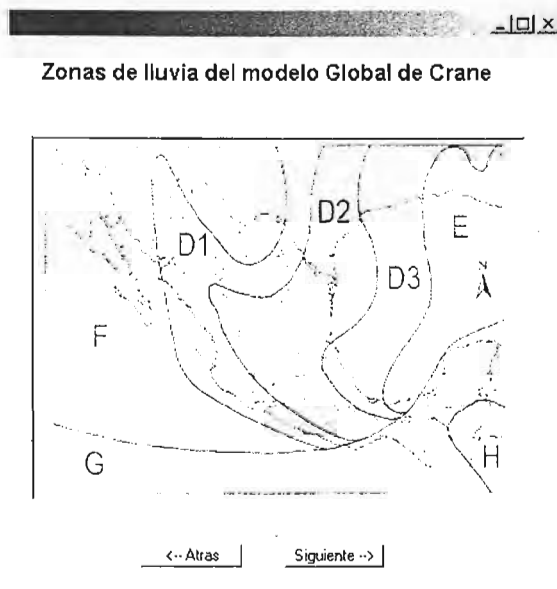 Zonas de lluvia del modelo Global de Crane
D2
E
D1
D3
N
F
G
H
<-- Atras
Siguiente -->